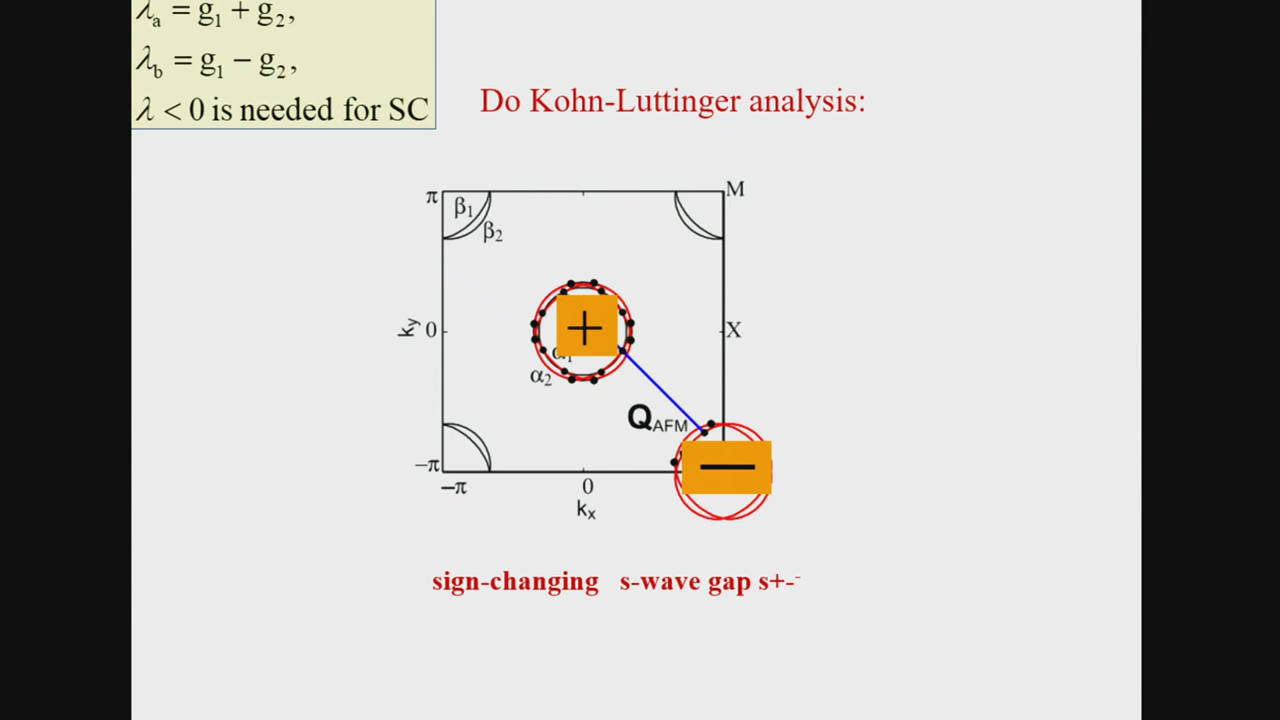 λa = g1 + g2,
λb = g1 − g2,
λ < 0 is needed for SC
Do Kohn-Luttinger analysis:
π
M
β1
β2
+
ky
0
X
α1
α2
QAFM
−π
−
−π
0
kx
sign-changing s-wave gap s+--